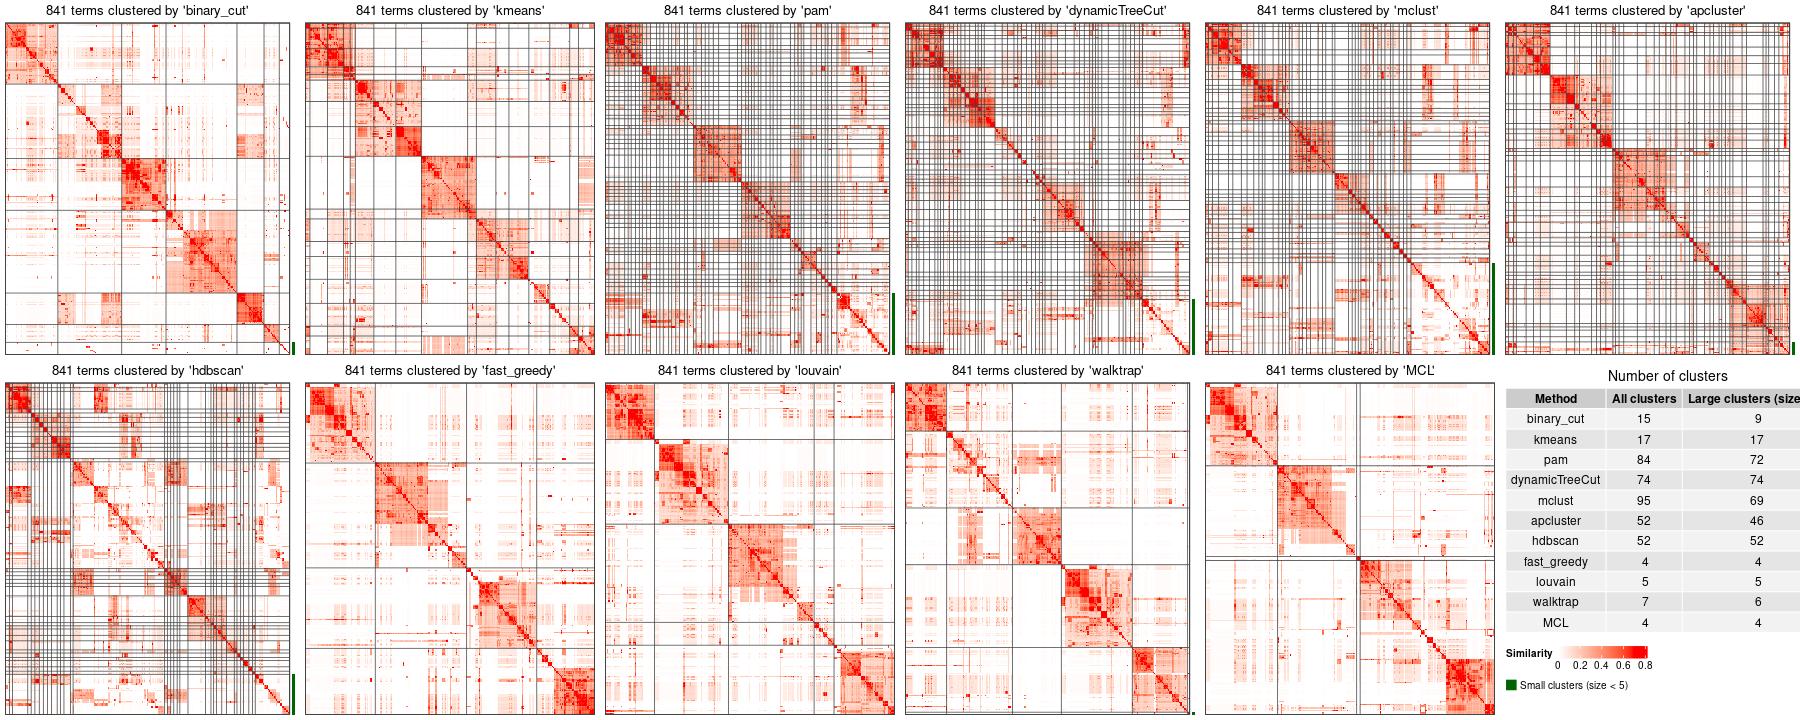 841 terms clustered by 'binary_cut'
841 terms clustered by 'kmeans'
841 terms clustered by 'pam'
841 terms clustered by 'dynamicTreeCut'
841 terms clustered by 'mclust'
841 terms clustered by 'apcluster'
841 terms clustered by 'hdbscan'
841 terms clustered by 'fast_greedy'
841 terms clustered by 'louvain'
841 terms clustered by 'walktrap'
841 terms clustered by 'MCL'
Number of clusters
Method All clusters Large clusters (size
binary_cut 15 9
kmeans 17 17
pam 84 72
dynamicTreeCut 74 74
mclust 95 69
apcluster 52 46
hdbscan 52 52
fast_greedy 4 4
louvain 5 5
walktrap 7 6
MCL 4 4
Similarity
0 0.2 0.4 0.6 0.8
Small clusters (size < 5)